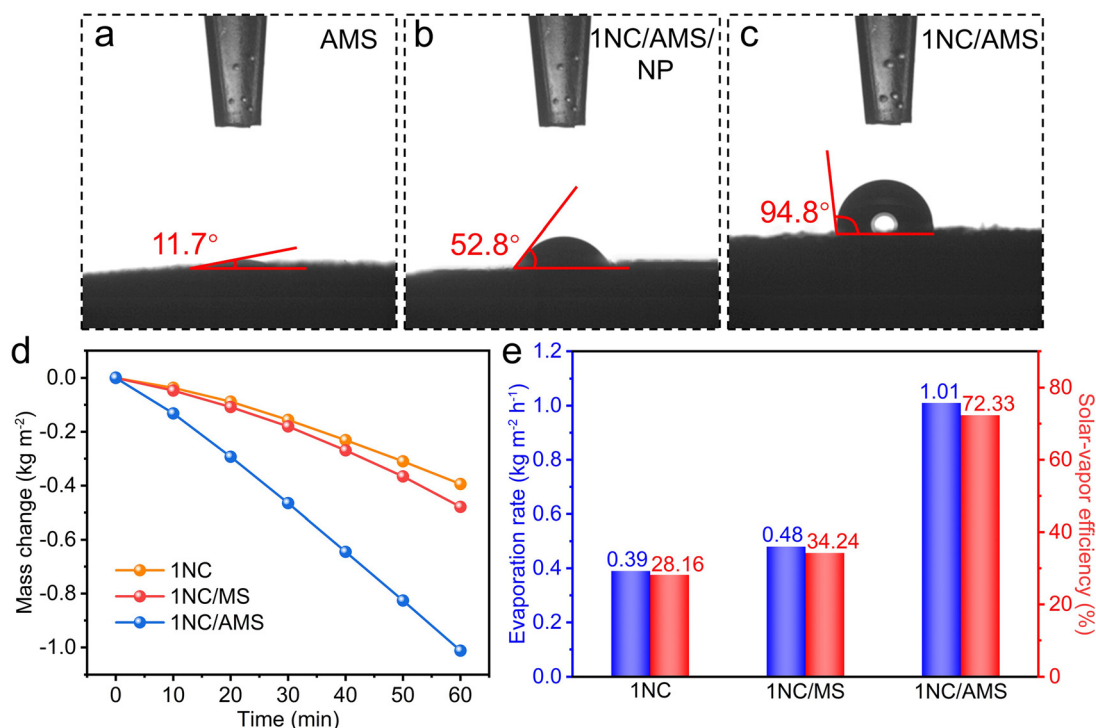 a
AMS
11.7°
b
1NC/AMS/
NP
52.8°
c
1NC/AMS
94.8°
d
Mass change (kg m⁻²)
0.0
-0.2
-0.4
-0.6
-0.8
-1.0
1NC
1NC/MS
1NC/AMS
0 10 20 30 40 50 60
Time (min)
e
Evaporation rate (kg m⁻² h⁻¹)
1.2
1.0
0.8
0.6
0.4
0.2
0.0
0.39 28.16
0.48 34.24
1.01 72.33
1NC 1NC/MS 1NC/AMS
80
60
40
20
0
Solar-vapor efficiency (%)